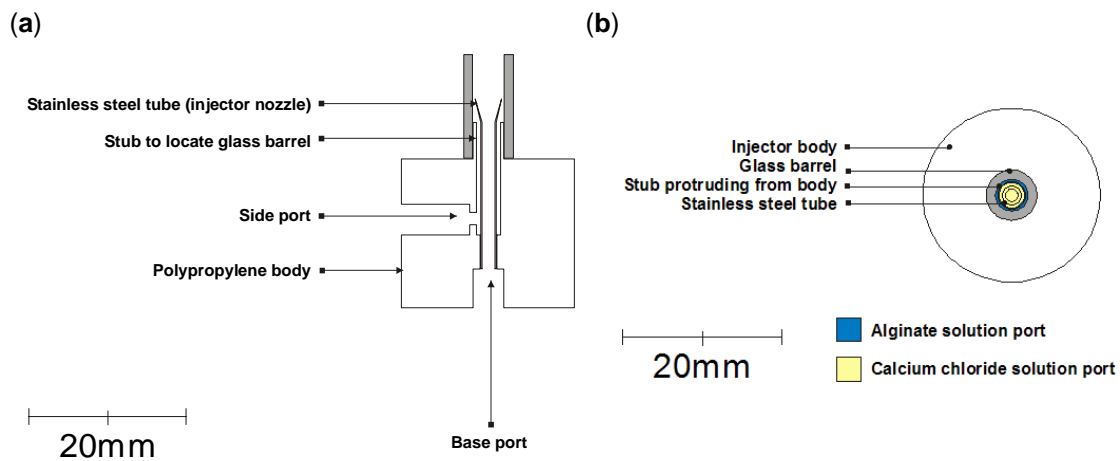 (a)
Stainless steel tube (injector nozzle)
Stub to locate glass barrel
Side port
Polypropylene body
Base port
20mm
(b)
Injector body
Glass barrel
Stub protruding from body
Stainless steel tube
20mm
Alginate solution port
Calcium chloride solution port